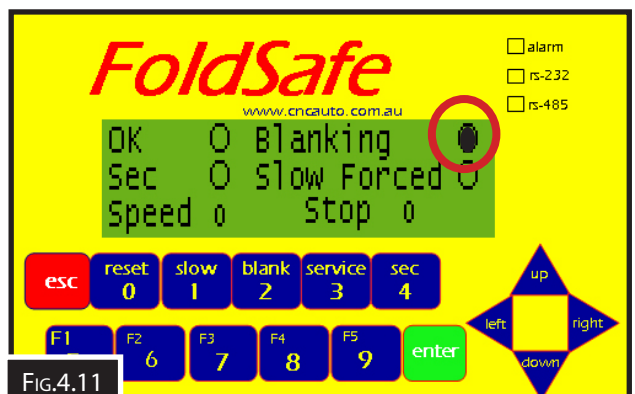 FoldSafe
www.cncauto.com.au
alarm
rs-232
rs-485
OK O Blanking
Sec O Slow Forced O
Speed 0 Stop 0
esc
reset slow blank service sec
0 1 2 3 4
up
left right
down
F1 F2 F3 F4 F5
6 7 8 9
enter
FIG.4.11